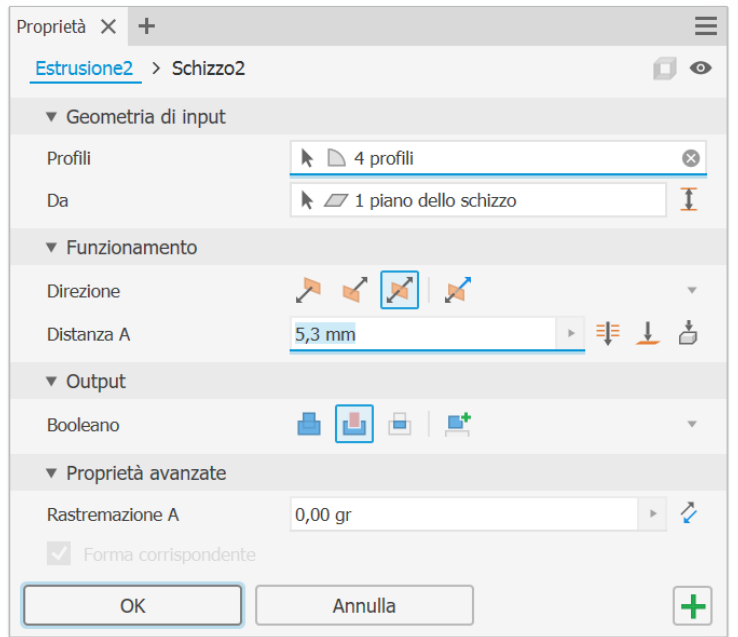 Proprietà
Estrusione2 > Schizzo2
Geometria di input
Profili 4 profili
Da 1 piano dello schizzo
Funzionamento
Direzione
Distanza A 5,3 mm
Output
Booleano
Proprietà avanzate
Rastremazione A 0,00 gr
Forma corrispondente
OK Annulla